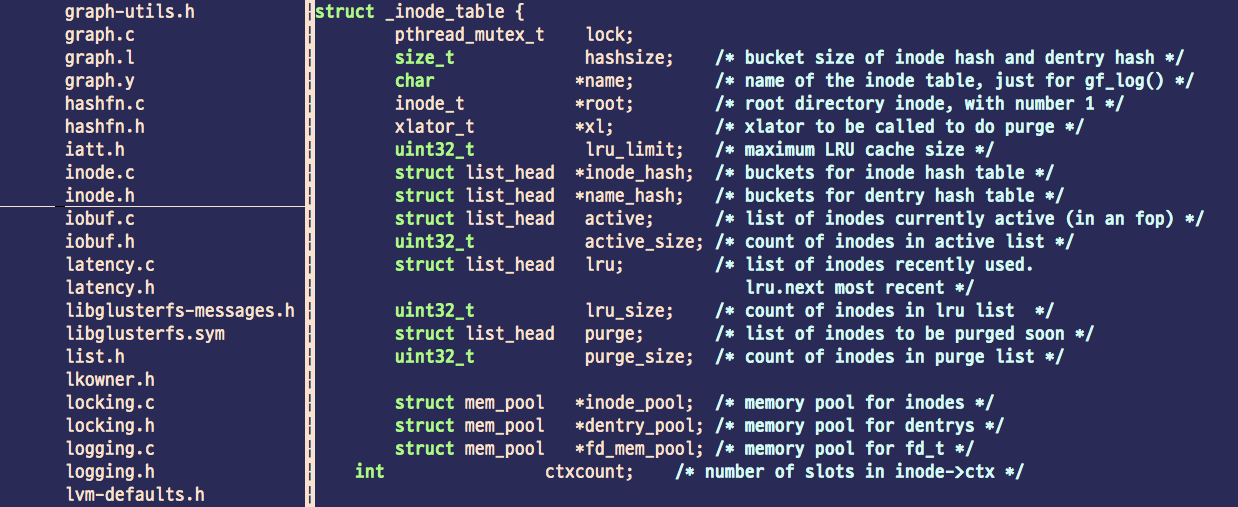 graph-utils.h
graph.c
graph.l
graph.y
hashfn.c
hashfn.h
iatt.h
inode.c
inode.h
iobuf.c
iobuf.h
latency.c
latency.h
libglusterfs-messages.h
libglusterfs.sym
list.h
lkowner.h
locking.c
locking.h
logging.c
logging.h
lvm-defaults.h
struct _inode_table {
        pthread_mutex_t    lock;
        size_t             hashsize;    /* bucket size of inode hash and dentry hash */
        char              *name;        /* name of the inode table, just for gf_log() */
        inode_t           *root;        /* root directory inode, with number 1 */
        xlator_t          *xl;          /* xlator to be called to do purge */
        uint32_t           lru_limit;   /* maximum LRU cache size */
        struct list_head  *inode_hash;  /* buckets for inode hash table */
        struct list_head  *name_hash;   /* buckets for dentry hash table */
        struct list_head   active;      /* list of inodes currently active (in an fop) */
        uint32_t           active_size; /* count of inodes in active list */
        struct list_head   lru;         /* list of inodes recently used.
                                           lru.next most recent */
        uint32_t           lru_size;    /* count of inodes in lru list  */
        struct list_head   purge;       /* list of inodes to be purged soon */
        uint32_t           purge_size;  /* count of inodes in purge list */
        struct mem_pool   *inode_pool;  /* memory pool for inodes */
        struct mem_pool   *dentry_pool; /* memory pool for dentrys */
        struct mem_pool   *fd_mem_pool; /* memory pool for fd_t */
    int                ctxcount;    /* number of slots in inode->ctx */